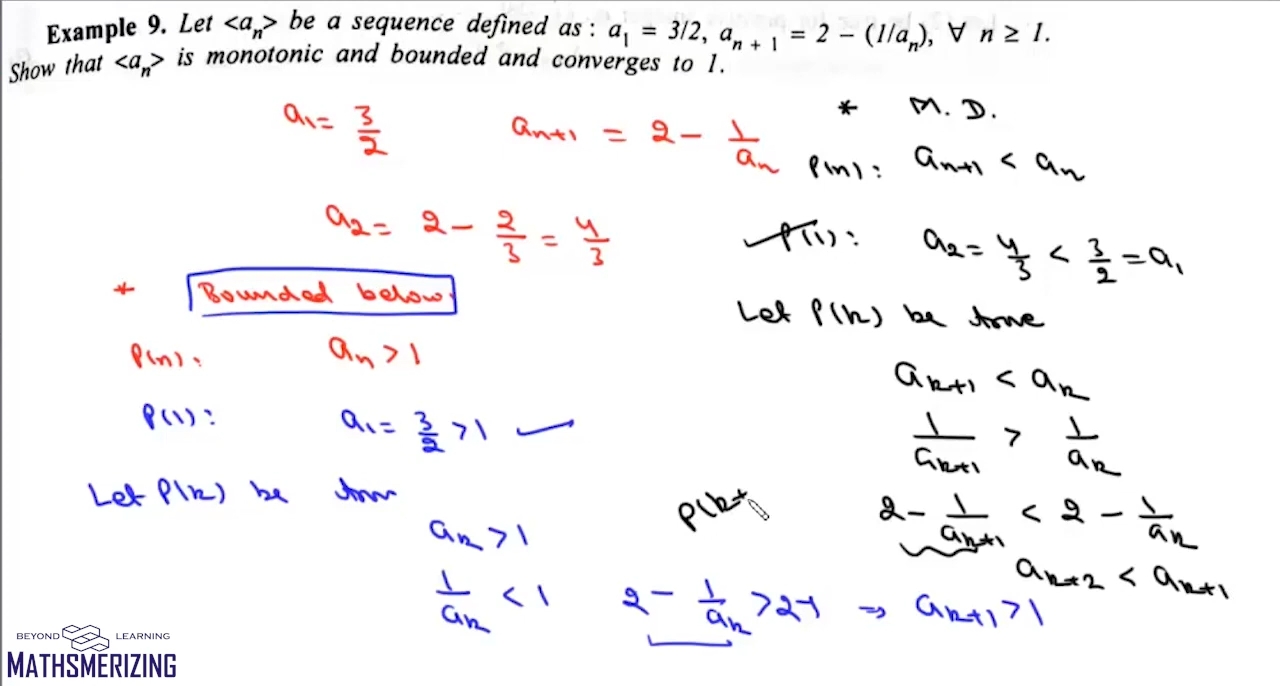 Example 9. Let <aₙ> be a sequence defined as : a₁ = 3/2, aₙ₊₁ = 2 – (1/aₙ), ∀ n ≥ 1.
Show that <aₙ> is monotonic and bounded and converges to 1.
a₁ = 3/2 aₙ₊₁ = 2 – 1/aₙ
a₂ = 2 – 2/3 = 4/3
* Bounded below.
P(n): aₙ > 1
P(1): a₁ = 3/2 > 1 ✓
Let P(k) be true
aₖ > 1
1/aₖ < 1 2 – 1/aₖ > 2-1 ⇒ aₖ₊₁ > 1
* M.D.
P(n): aₙ₊₁ < aₙ
P(1): a₂ = 4/3 < 3/2 = a₁
Let P(k) be true
aₖ₊₁ < aₖ
1/aₖ₊₁ > 1/aₖ
2 – 1/aₖ₊₁ < 2 – 1/aₖ
aₖ₊₂ < aₖ₊₁
P(k+
BEYOND LEARNING
MATHSMERIZING